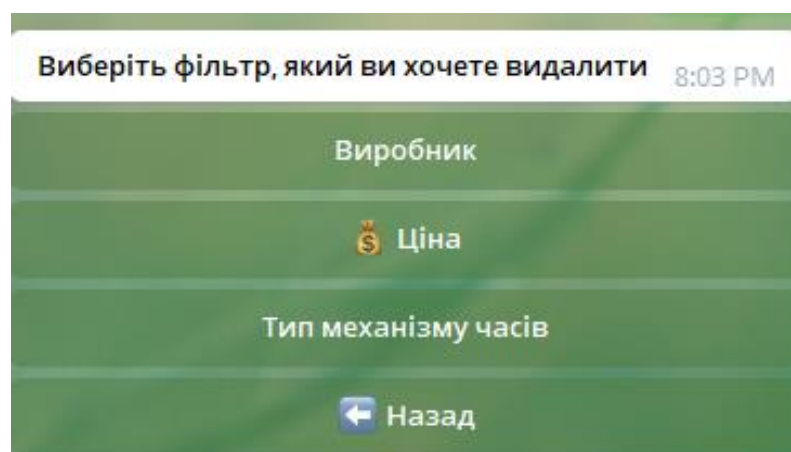 Виберіть фільтр, який ви хочете видалити 8:03 PM
Виробник
💰 Ціна
Тип механізму часів
⬅️ Назад